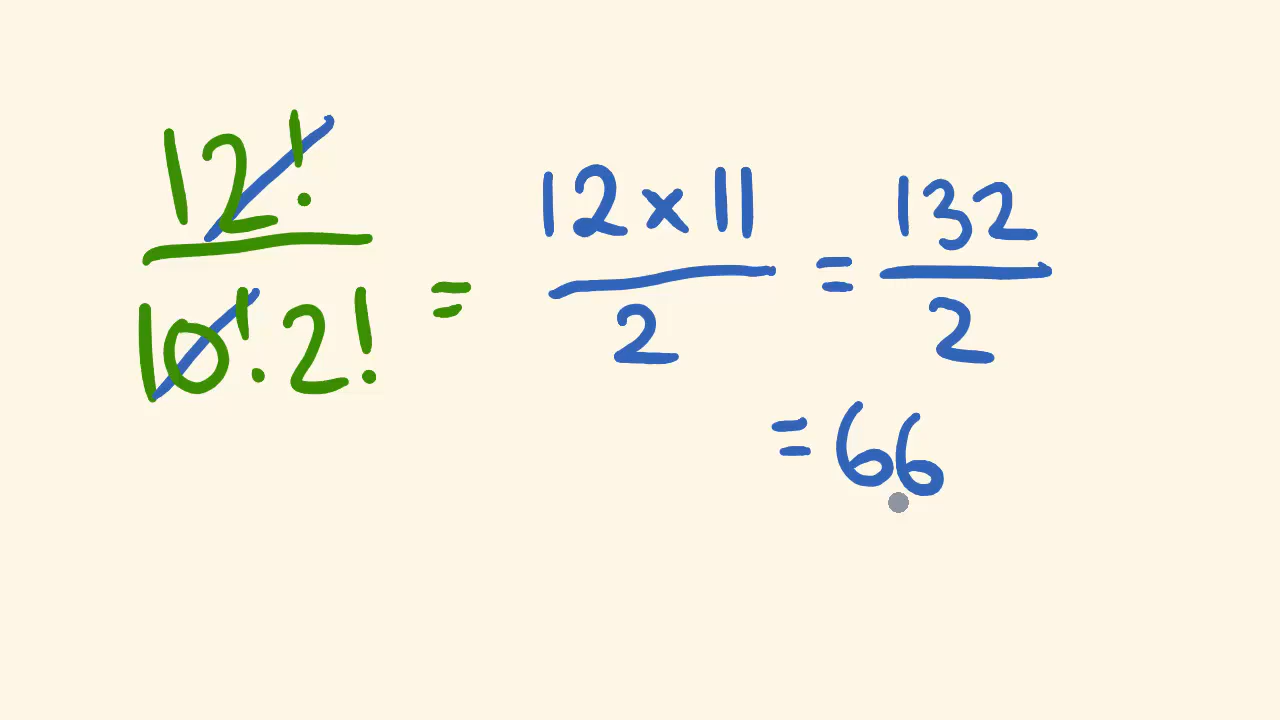 12! / 10!2! = 12 x 11 / 2 = 132 / 2
= 66